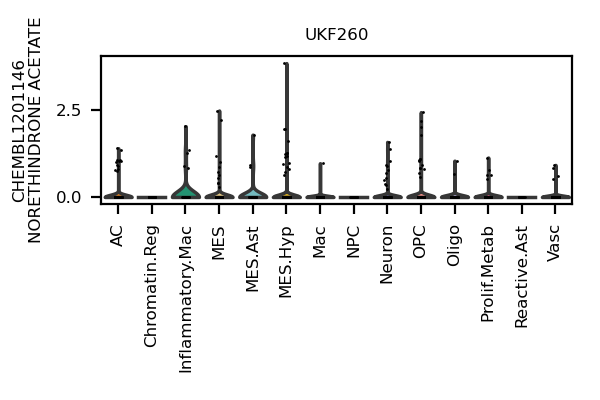 UKF260
CHEMBL1201146
NORETHINDRONE ACETATE
2.5
0.0
AC
Chromatin.Reg
Inflammatory.Mac
MES
MES.Ast
MES.Hyp
Mac
NPC
Neuron
OPC
Oligo
Prolif.Metab
Reactive.Ast
Vasc